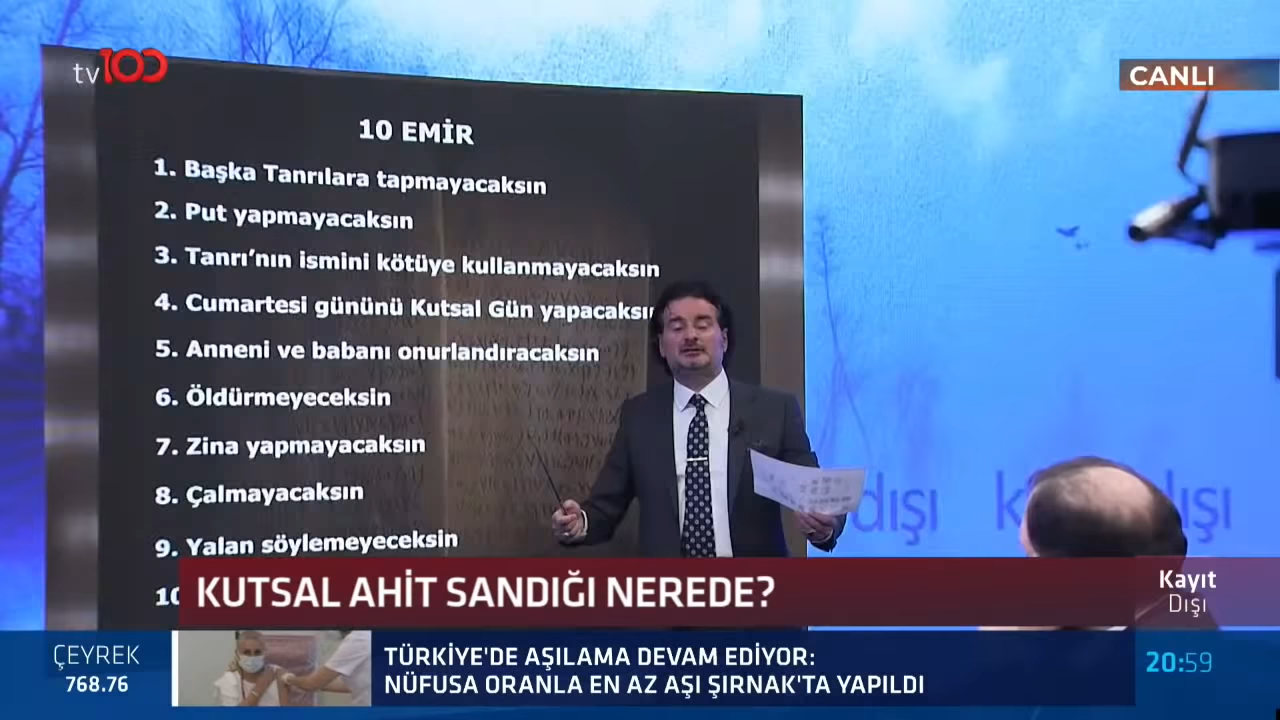 tv100
CANLI
10 EMİR
1. Başka Tanrılara tapmayacaksın
2. Put yapmayacaksın
3. Tanrı’nın ismini kötüye kullanmayacaksın
4. Cumartesi gününü Kutsal Gün yapacaksın
5. Anneni ve babanı onurlandıracaksın
6. Öldürmeyeceksin
7. Zina yapmayacaksın
8. Çalmayacaksın
9. Yalan söylemeyeceksin
10
dışı
KUTSAL AHİT SANDIĞI NEREDE?
Kayıt
Dışı
ÇEYREK
768.76
TÜRKİYE'DE AŞILAMA DEVAM EDİYOR:
NÜFUSA ORANLA EN AZ AŞI ŞIRNAK'TA YAPILDI
20:59